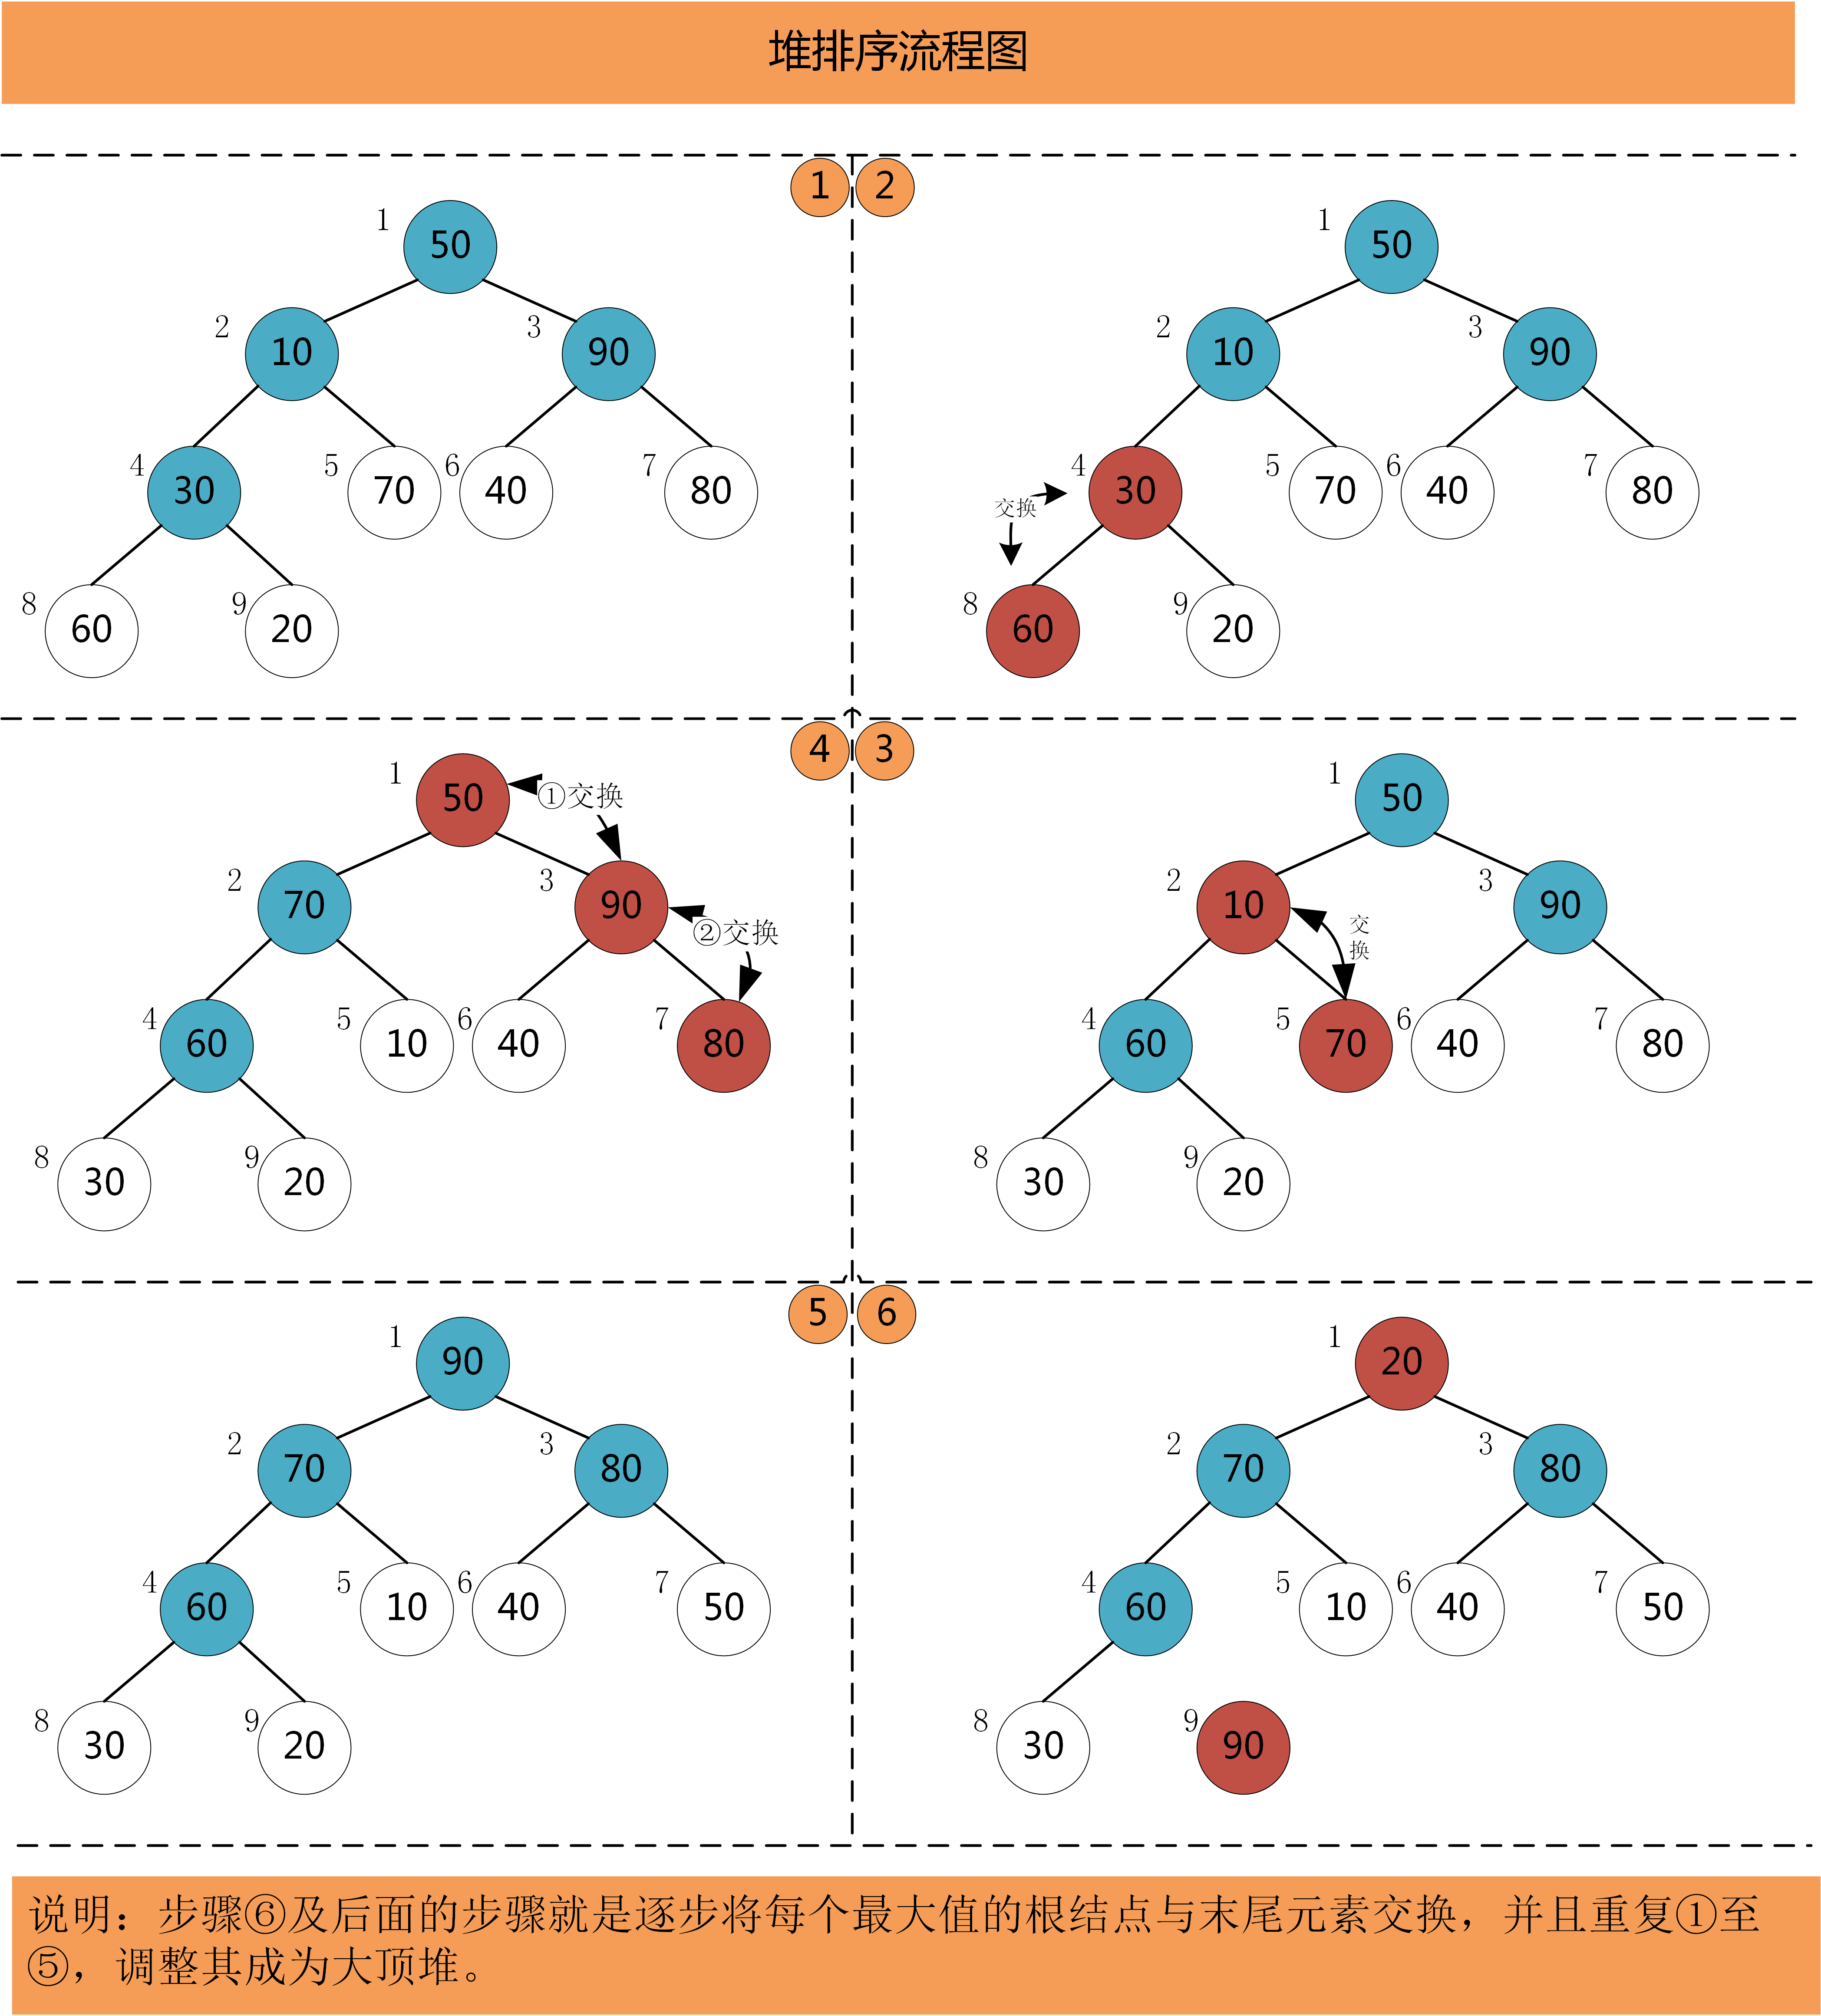 堆排序流程图
1
1 50
2 10 3 90
4 30 5 70 6 40 7 80
8 60 9 20
2
1 50
2 10 3 90
4 30 5 70 6 40 7 80
交换
8 60 9 20
4
1 50 ①交换
2 70 3 90
②交换
4 60 5 10 6 40 7 80
8 30 9 20
3
1 50
2 10 3 90
交
换
4 60 5 70 6 40 7 80
8 30 9 20
5
1 90
2 70 3 80
4 60 5 10 6 40 7 50
8 30 9 20
6
1 20
2 70 3 80
4 60 5 10 6 40 7 50
8 30 9 90
说明：步骤⑥及后面的步骤就是逐步将每个最大值的根结点与末尾元素交换，并且重复①至
⑤，调整其成为大顶堆。